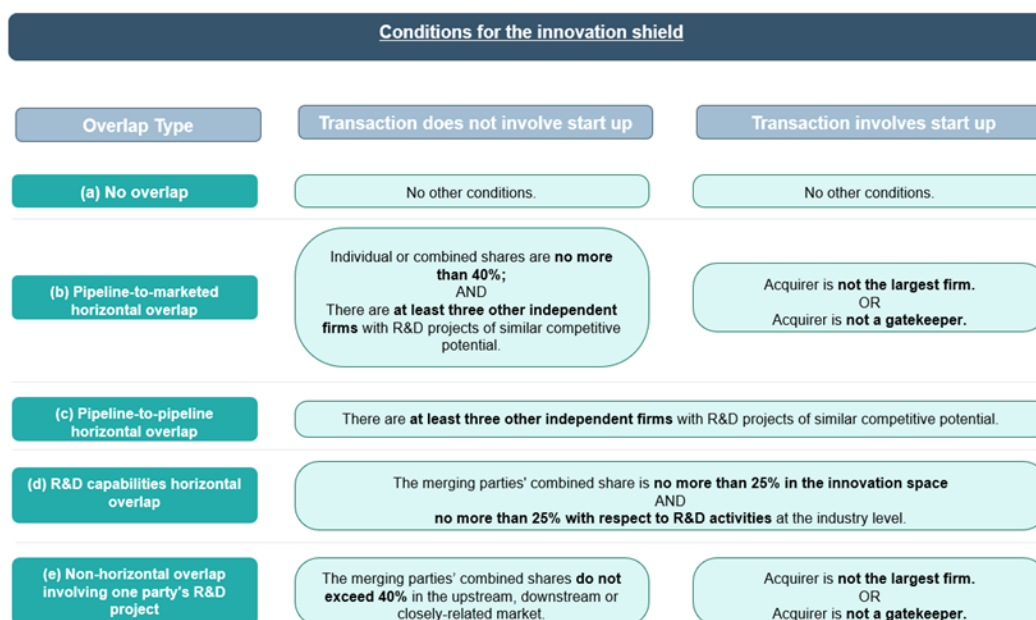 Conditions for the innovation shield
Overlap Type
Transaction does not involve start up
Transaction involves start up
(a) No overlap
No other conditions.
No other conditions.
(b) Pipeline-to-marketed
horizontal overlap
Individual or combined shares are no more
than 40%;
AND
There are at least three other independent
firms with R&D projects of similar competitive
potential.
Acquirer is not the largest firm.
OR
Acquirer is not a gatekeeper.
(c) Pipeline-to-pipeline
horizontal overlap
There are at least three other independent firms with R&D projects of similar competitive potential.
(d) R&D capabilities horizontal
overlap
The merging parties' combined share is no more than 25% in the innovation space
AND
no more than 25% with respect to R&D activities at the industry level.
(e) Non-horizontal overlap
involving one party's R&D
project
The merging parties' combined shares do not
exceed 40% in the upstream, downstream or
closely-related market.
Acquirer is not the largest firm.
OR
Acquirer is not a gatekeeper.